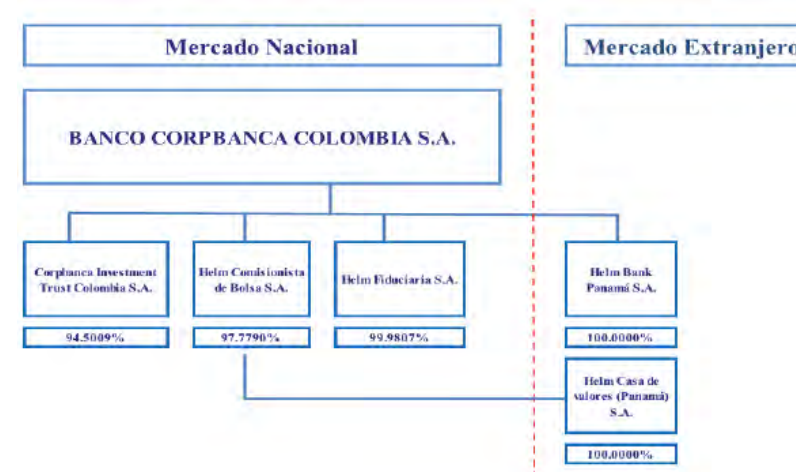 Mercado Nacional
Mercado Extranjero
BANCO CORPBANCA COLOMBIA S.A.
Corpbanca Investment
Trust Colombia S.A.
Helm Comisionista
de Bolsa S.A.
Helm Fiduciaria S.A.
Helm Bank
Panamá S.A.
94.5009%
97.7790%
99.9807%
100.0000%
Helm Casa de
valores (Panamá)
S.A.
100.0000%